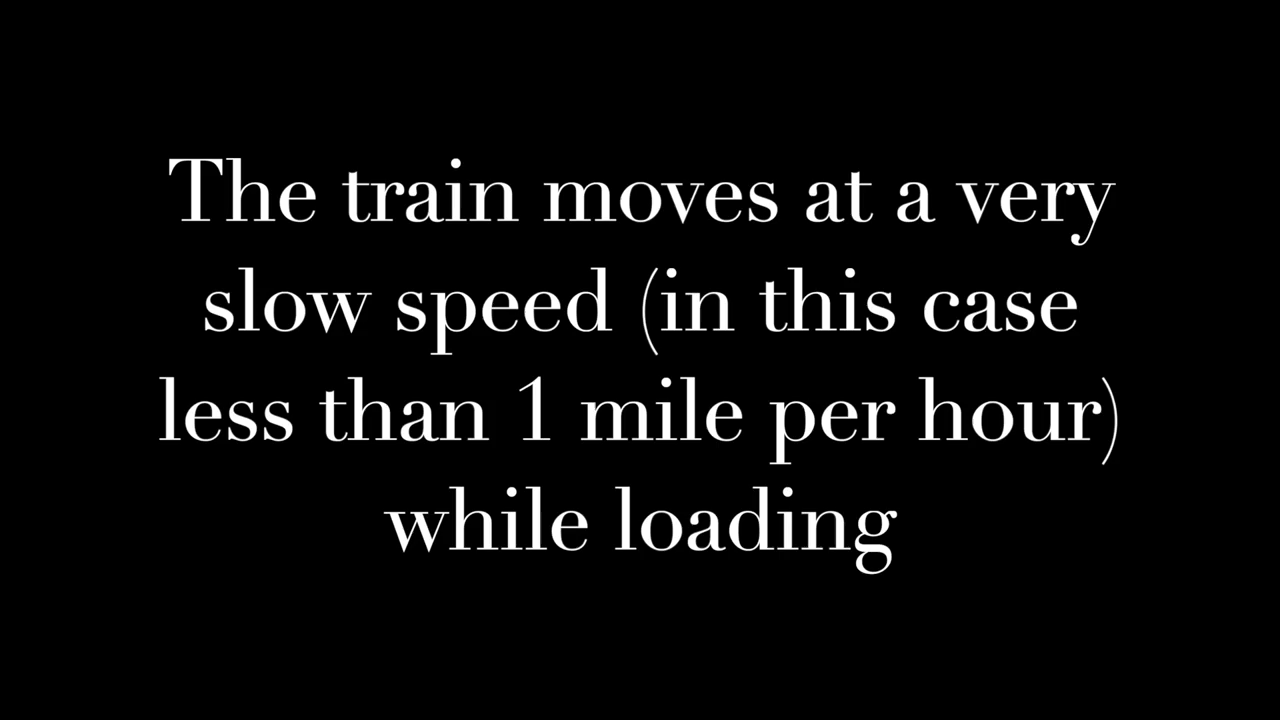 The train moves at a very
slow speed (in this case
less than 1 mile per hour)
while loading